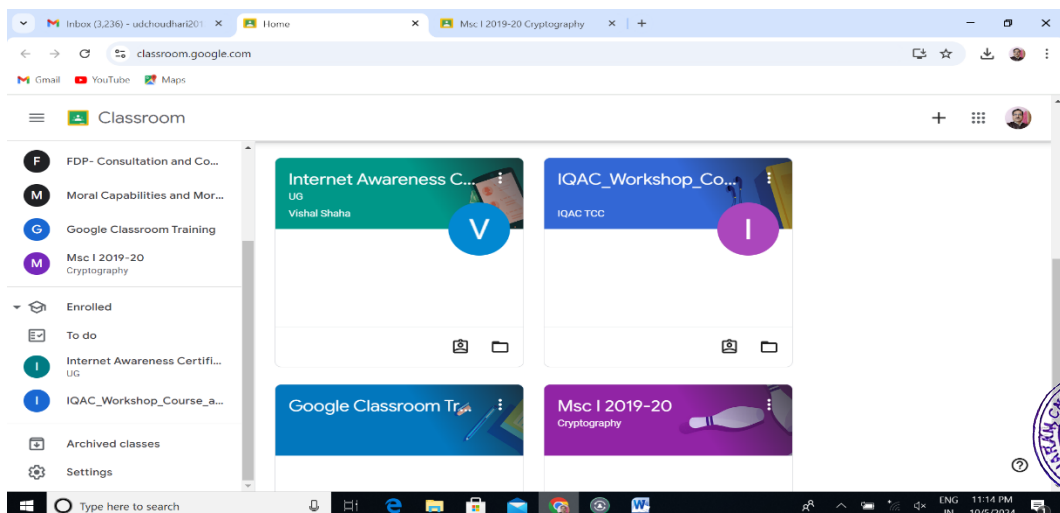 Inbox (3,236) - udchoudhari201
Home
Msc I 2019-20 Cryptography
classroom.google.com
Gmail
YouTube
Maps
Classroom
F
FDP- Consultation and Co...
M
Moral Capabilities and Mor...
G
Google Classroom Training
M
Msc I 2019-20
Cryptography
Enrolled
To do
I
Internet Awareness Certifi...
UG
I
IQAC_Workshop_Course_a...
Archived classes
Settings
Internet Awareness C...
UG
Vishal Shaha
V
IQAC_Workshop_Co...
IQAC TCC
I
Google Classroom Tr
Msc I 2019-20
Cryptography
Type here to search
ENG
IN
11:14 PM
10/5/2024